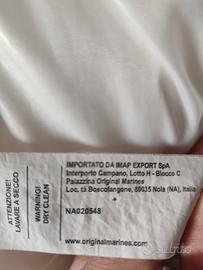 ATTENZIONE!
LAVARE A SECCO
WARNING!
DRY CLEAN
IMPORTATO DA IMAP EXPORT SpA
Interporto Campano, Lotto H - Blocco C
Palazzina Original Marines
Loc. tà Boscofangone, 80035 Nola (NA), Italia
NA020548
www.originalmarines.com